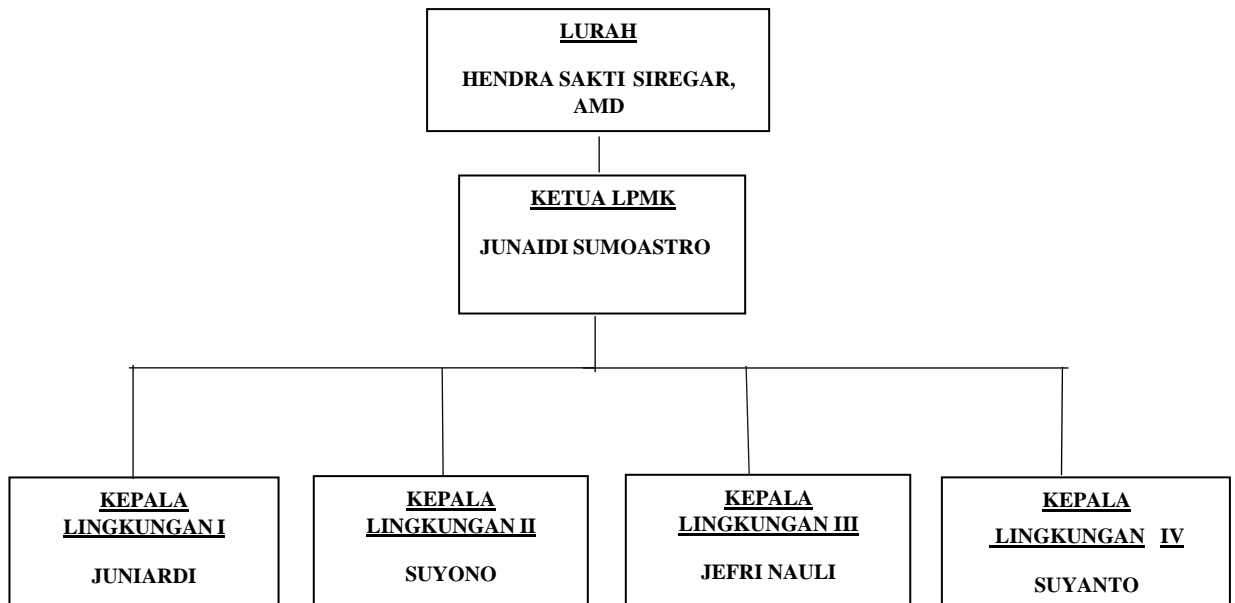 LURAH
HENDRA SAKTI SIREGAR,
AMD
KETUA LPMK
JUNAIDI SUMOASTRO
KEPALA
LINGKUNGAN I
JUNIARDI
KEPALA
LINGKUNGAN II
SUYONO
KEPALA
LINGKUNGAN III
JEFRI NAULI
KEPALA
LINGKUNGAN IV
SUYANTO